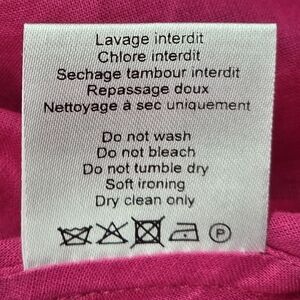 Lavage interdit
Chlore interdit
Sechage tambour interdit
Repassage doux
Nettoyage à sec uniquement
Do not wash
Do not bleach
Do not tumble dry
Soft ironing
Dry clean only
P